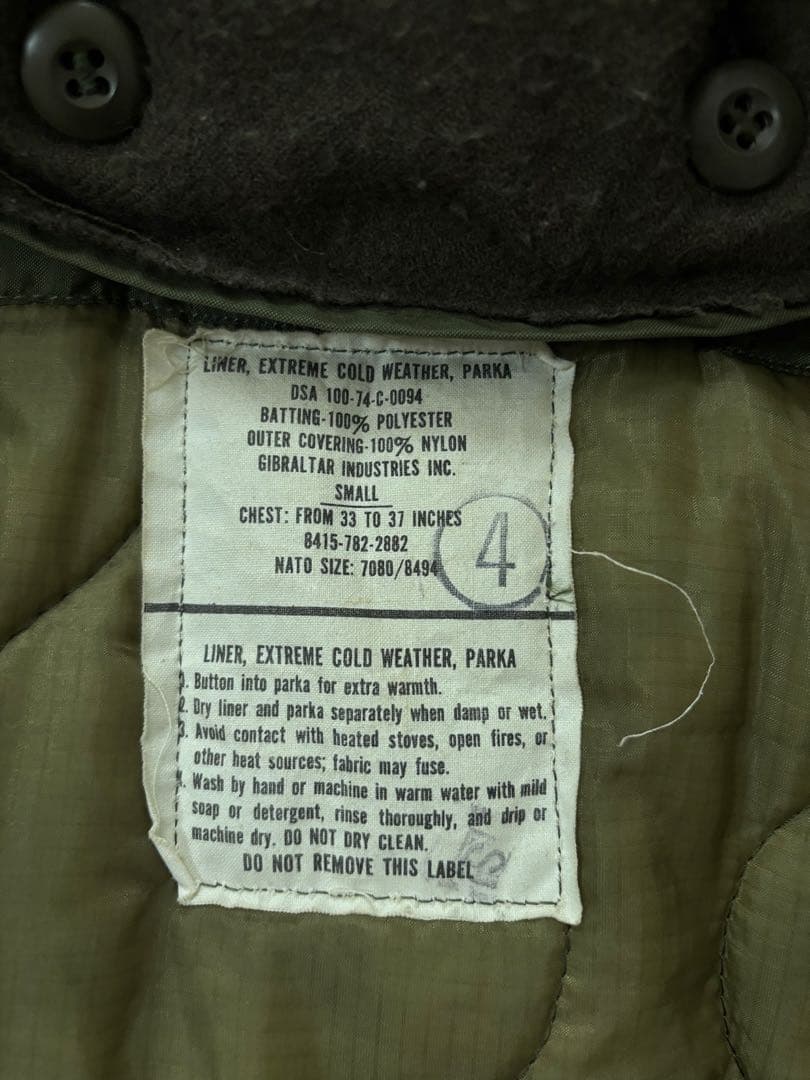 LINER, EXTREME COLD WEATHER, PARKA
DSA 100-74-C-0094
BATTING-100% POLYESTER
OUTER COVERING-100% NYLON
GIBRALTAR INDUSTRIES INC.
SMALL
CHEST: FROM 33 TO 37 INCHES
8415-782-2882
NATO SIZE: 7080/8494
4
LINER, EXTREME COLD WEATHER, PARKA
1. Button into parka for extra warmth.
2. Dry liner and parka separately when damp or wet.
3. Avoid contact with heated stoves, open fires, or
other heat sources; fabric may fuse.
4. Wash by hand or machine in warm water with mild
soap or detergent, rinse thoroughly, and drip or
machine dry. DO NOT DRY CLEAN.
DO NOT REMOVE THIS LABEL